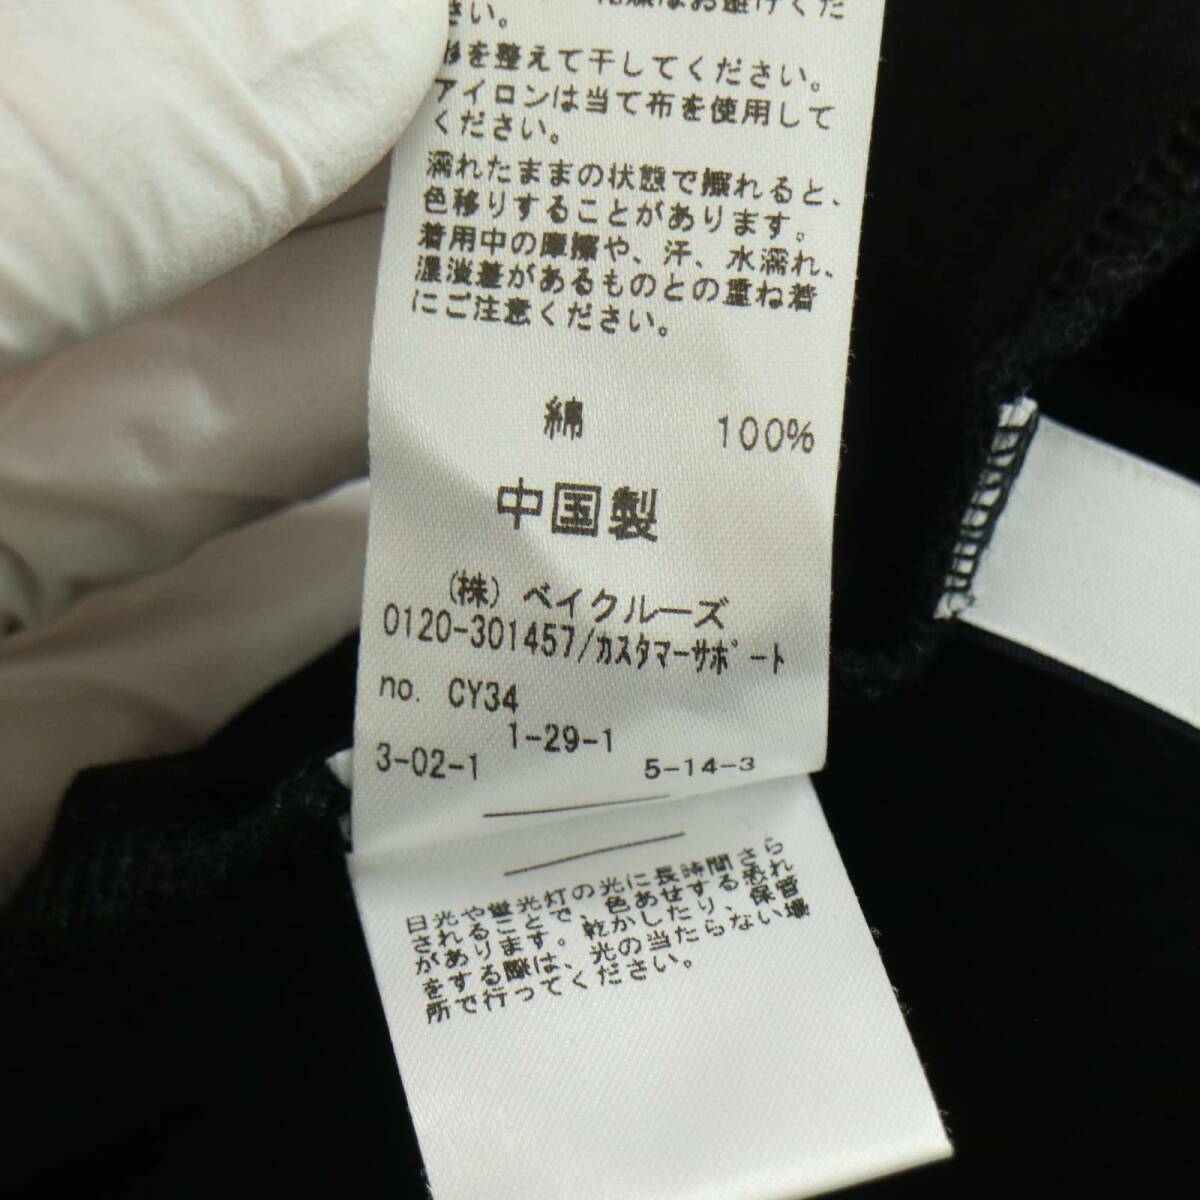 燥はお避けくだ
さい。
形を整えて干してください。
アイロンは当て布を使用して
ください。
濡れたままの状態で擦れると、
色移りすることがあります。
着用中の摩擦や、汗、水濡れ、
濃淡差があるものとの重ね着
にご注意ください。
綿 100%
中国製
(株) ベイクルーズ
0120-301457/カスタマーサポート
no. CY34
1-29-1
3-02-1 5-14-3
日光や蛍光灯の光に長時間さら
されることで、色あせする恐れ
があります。乾かしたり、保管
をする際は、光の当たらない場
所で行ってください。